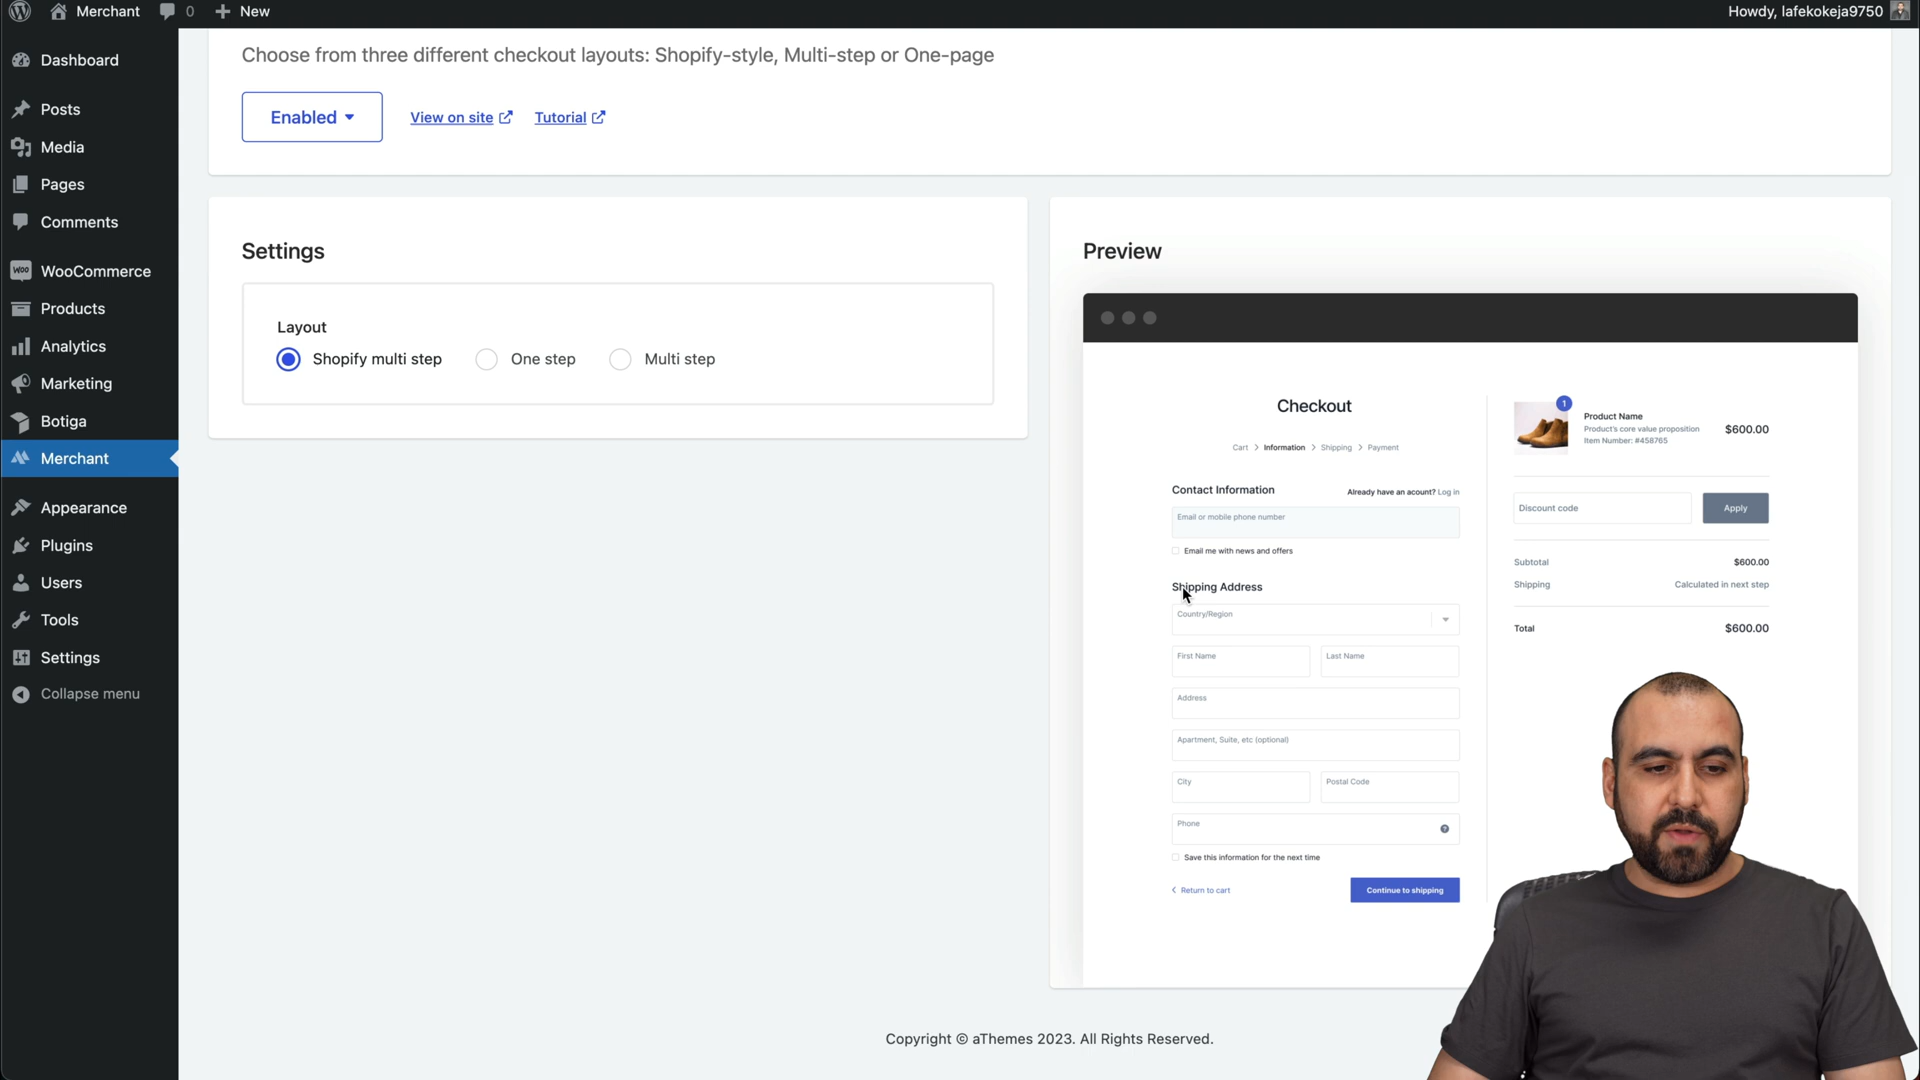 Merchant
0
New
Howdy, lafekokeja9750
Dashboard
Posts
Media
Pages
Comments
WOO
WooCommerce
Products
Analytics
Marketing
Botiga
Merchant
Appearance
Plugins
Users
Tools
Settings
Collapse menu
Choose from three different checkout layouts: Shopify-style, Multi-step or One-page
Enabled
View on site
Tutorial
Settings
Layout
Shopify multi step
One step
Multi step
Preview
Checkout
Cart > Information > Shipping > Payment
Contact Information
Already have an acount? Log in
Email or mobile phone number
Email me with news and offers
Shipping Address
Country/Region
First Name
Last Name
Address
Apartment, Suite, etc (optional)
City
Postal Code
Phone
?
Save this information for the next time
< Return to cart
Continue to shipping
1
Product Name
Product's core value proposition
Item Number: #458765
$600.00
Discount code
Apply
Subtotal
$600.00
Shipping
Calculated in next step
Total
$600.00
Copyright © aThemes 2023. All Rights Reserved.